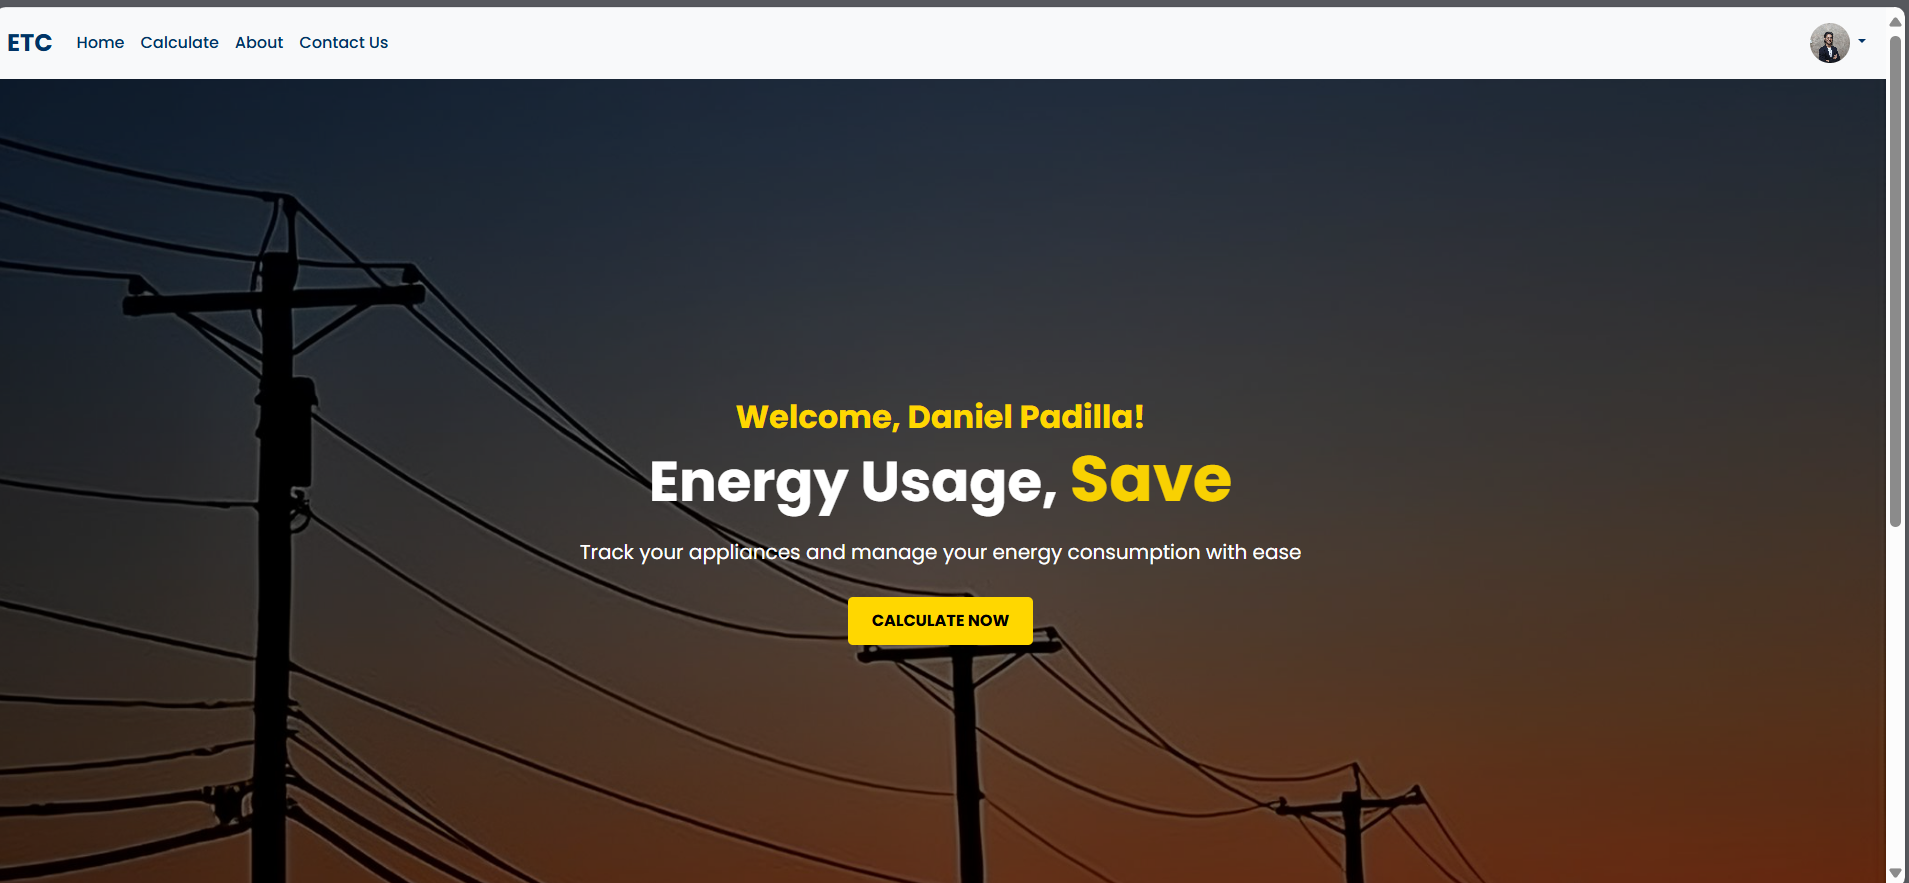 ETC Home Calculate About Contact Us
Welcome, Daniel Padilla!
Energy Usage, Save
Track your appliances and manage your energy consumption with ease
CALCULATE NOW